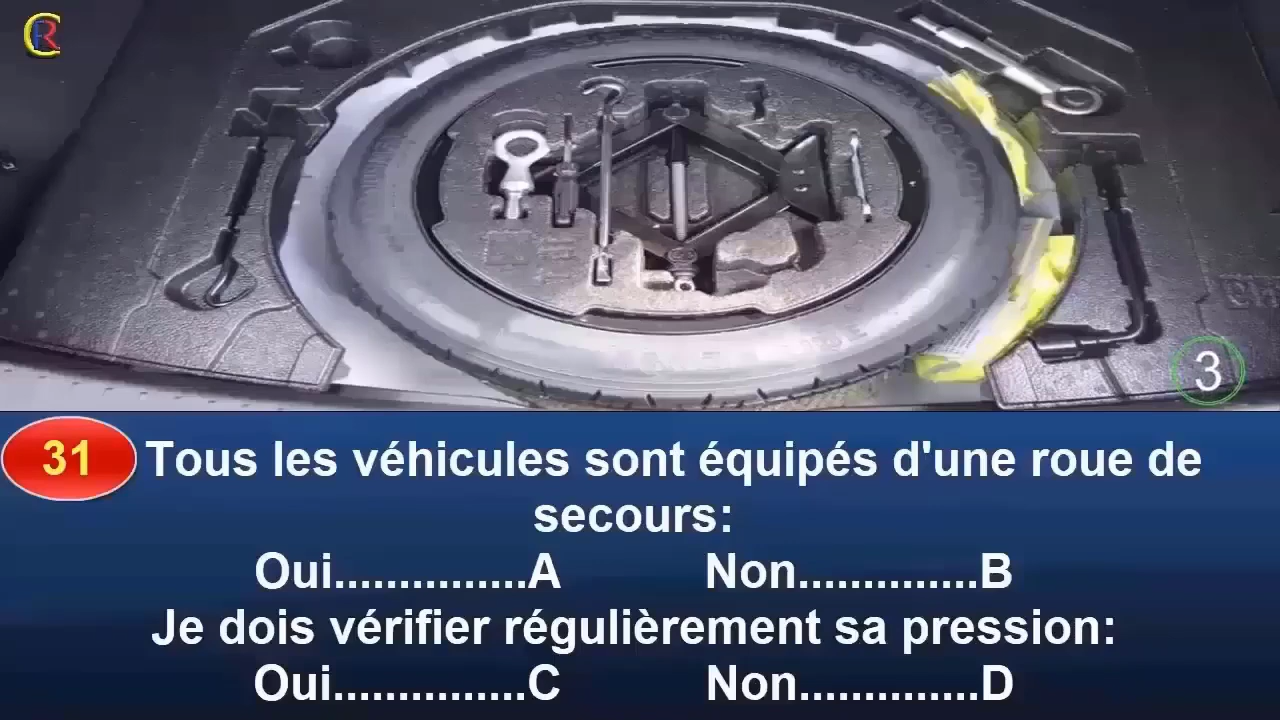 CR
3
31
Tous les véhicules sont équipés d'une roue de
secours:
Oui...............A Non..............B
Je dois vérifier régulièrement sa pression:
Oui...............C Non..............D